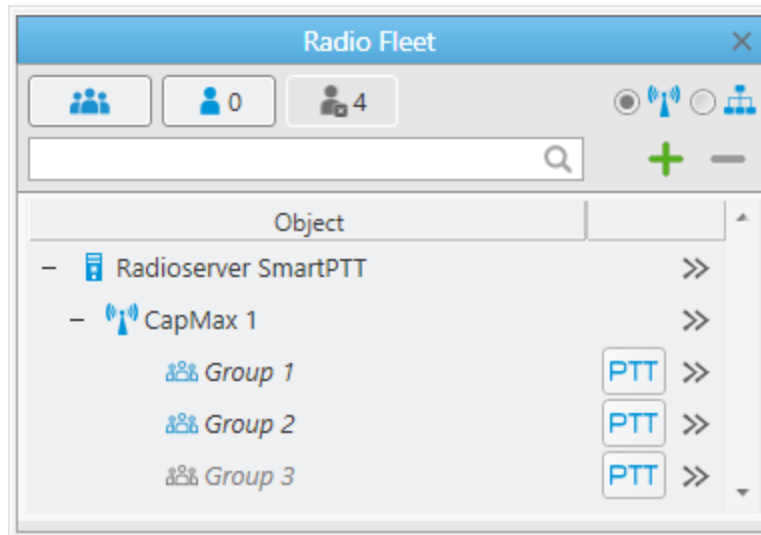 Radio Fleet
0
4
Object
Radioserver SmartPTT
CapMax 1
Group 1 PTT
Group 2 PTT
Group 3 PTT